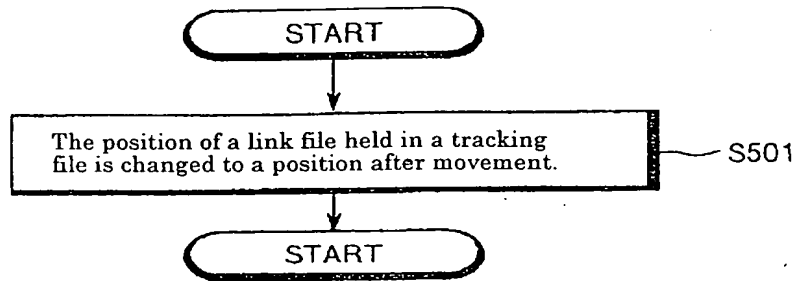 START
The position of a link file held in a tracking
file is changed to a position after movement.
S501
START